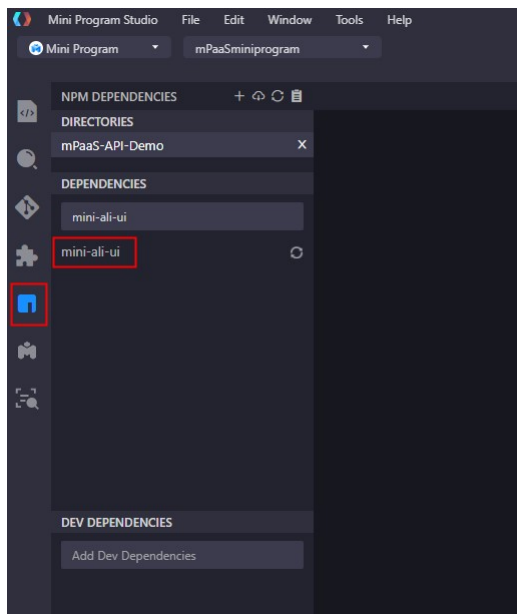 Mini Program Studio File Edit Window Tools Help
Mini Program mPaaSminiprogram
NPM DEPENDENCIES
DIRECTORIES
mPaaS-API-Demo X
DEPENDENCIES
mini-ali-ui
mini-ali-ui
DEV DEPENDENCIES
Add Dev Dependencies